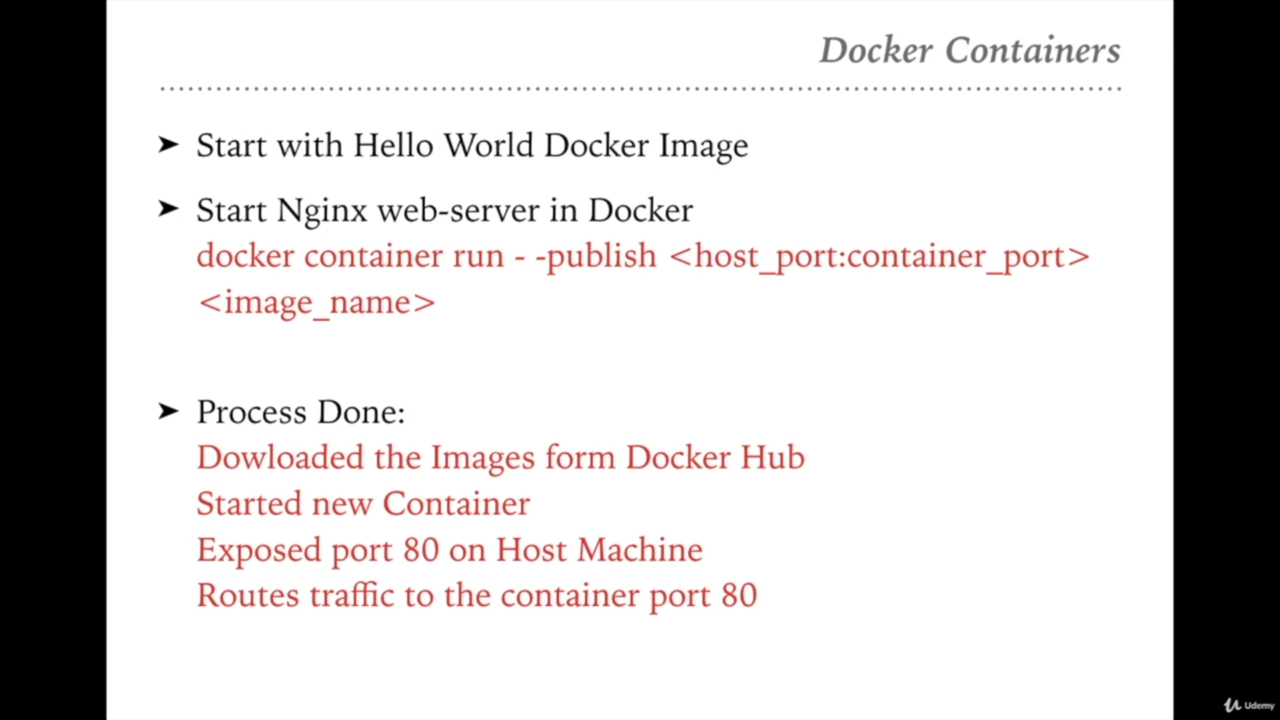 Docker Containers
➤ Start with Hello World Docker Image
➤ Start Nginx web-server in Docker
docker container run - -publish <host_port:container_port>
<image_name>
➤ Process Done:
Dowloaded the Images form Docker Hub
Started new Container
Exposed port 80 on Host Machine
Routes traffic to the container port 80
Udemy